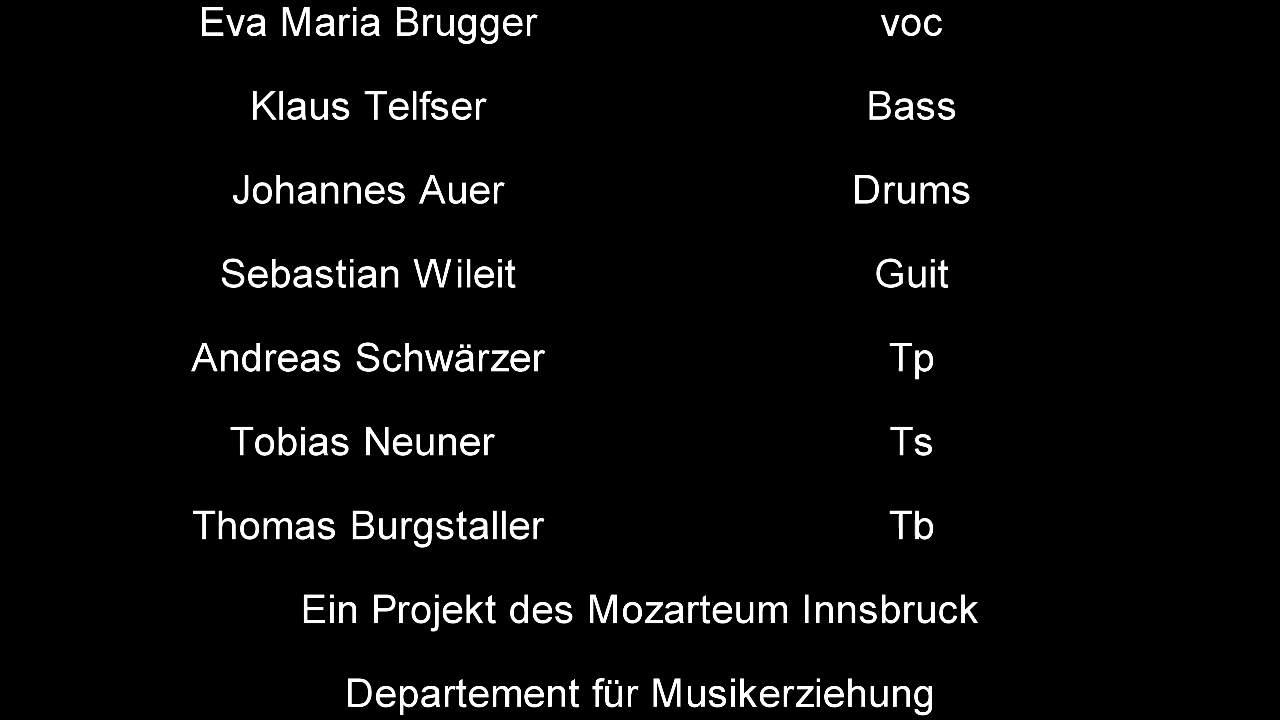 Eva Maria Brugger voc
Klaus Telfser Bass
Johannes Auer Drums
Sebastian Wileit Guit
Andreas Schwärzer Tp
Tobias Neuner Ts
Thomas Burgstaller Tb
Ein Projekt des Mozarteum Innsbruck
Departement für Musikerziehung